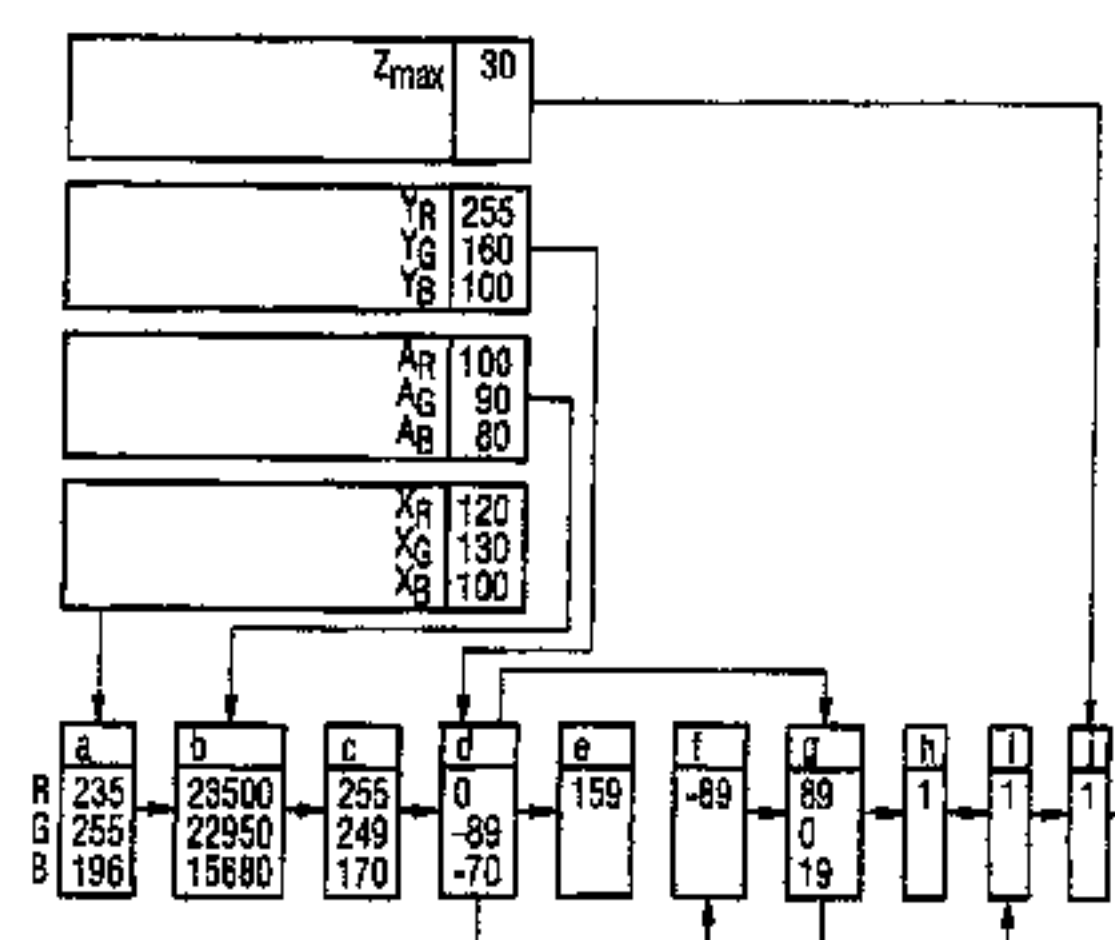 Zmax 30
YR 255
YG 160
YB 100
AR 100
AG 90
AB 80
XR 120
XG 130
XB 100
a b c d e f g h i j
R 235 23500 255 0 159 -89 89 1 1 1
G 255 22950 249 -89 0
B 196 15680 170 -70 19